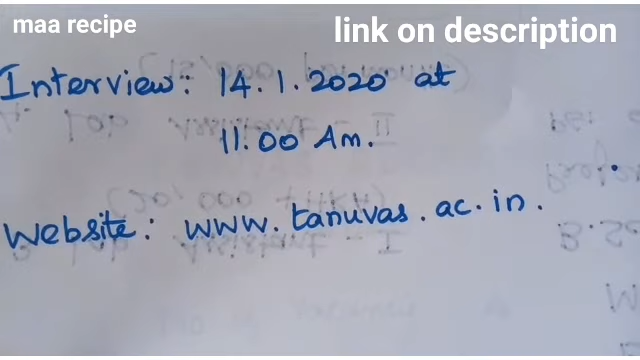 maa recipe
link on description
Interview: 14.1.2020 at
11.00 Am.
Website: www.tanuvas.ac.in.